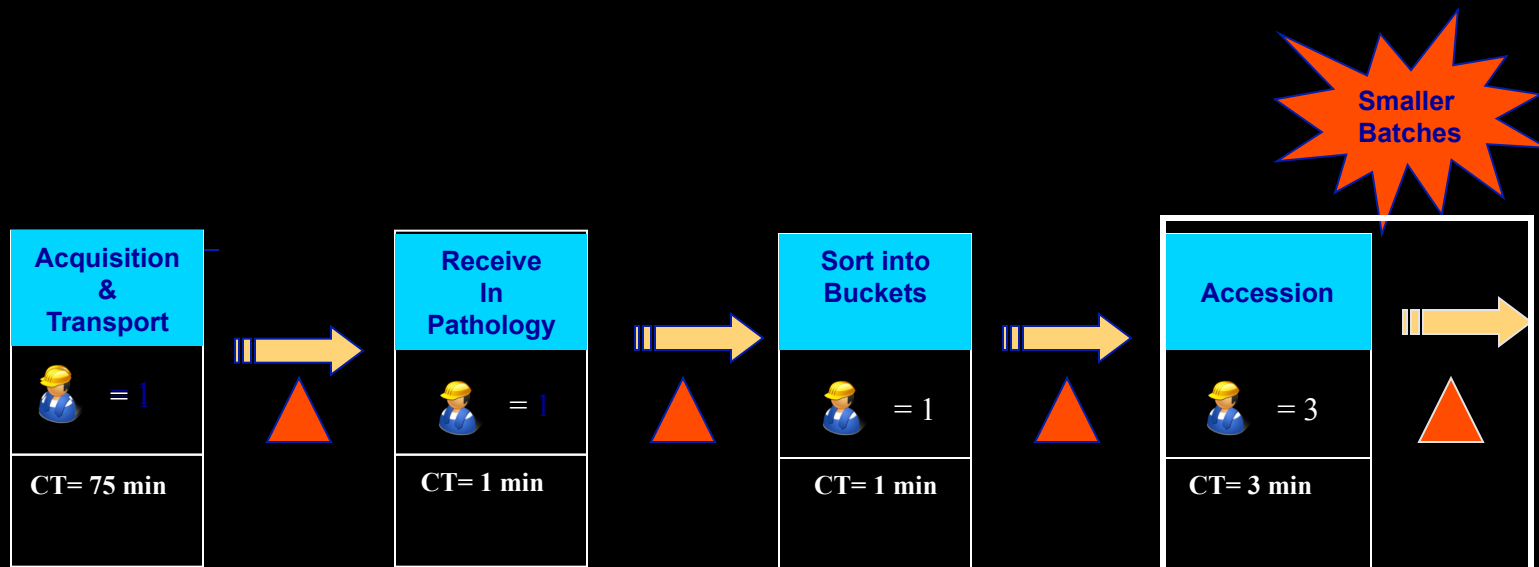 Smaller
Batches
Acquisition
&
Transport
= 1
CT= 75 min
Receive
In
Pathology
= 1
CT= 1 min
Sort into
Buckets
= 1
CT= 1 min
Accession
= 3
CT= 3 min